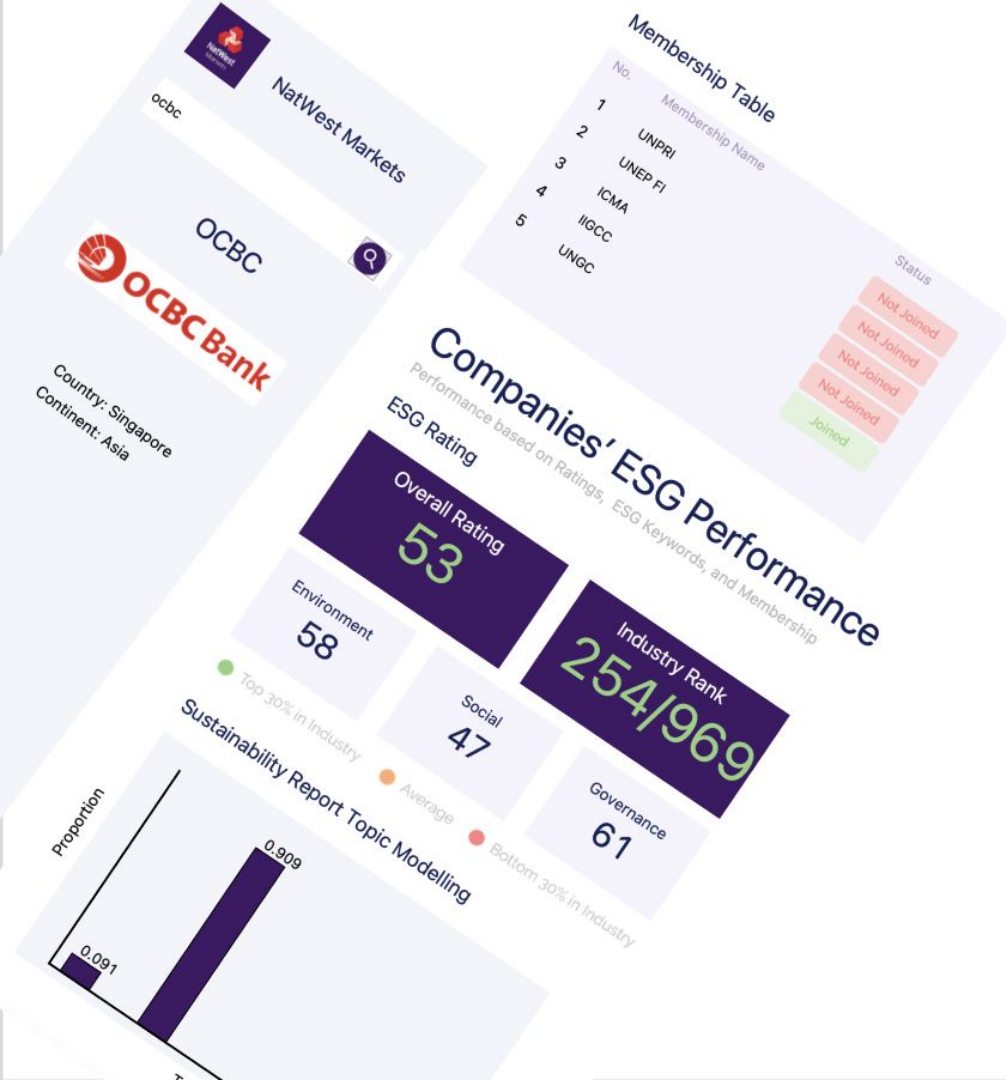 NatWest
MARKETS
NatWest Markets
ocbc
OCBC
OCBC Bank
Country: Singapore
Continent: Asia
Membership Table
No. Membership Name Status
1 UNPRI Not Joined
2 UNEP FI Not Joined
3 ICMA Not Joined
4 IIGCC Not Joined
5 UNGC Joined
Companies’ ESG Performance
Performance based on Ratings, ESG Keywords, and Membership
ESG Rating
Overall Rating
53
Industry Rank
254/969
Environment
58
Social
47
Governance
61
Top 30% in Industry
Average
Bottom 30% in Industry
Sustainability Report Topic Modelling
Proportion
0.091
0.909